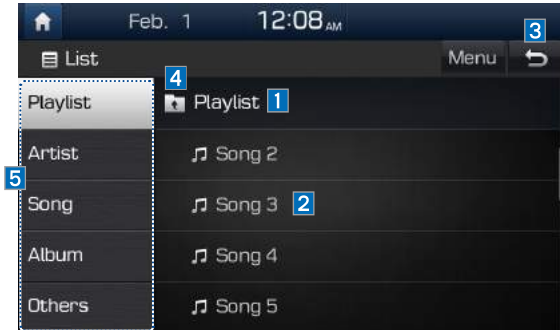 Feb. 1 12:08 AM
3
List Menu
4
Playlist Playlist 1
Artist Song 2
5
Song Song 3 2
Album Song 4
Others Song 5